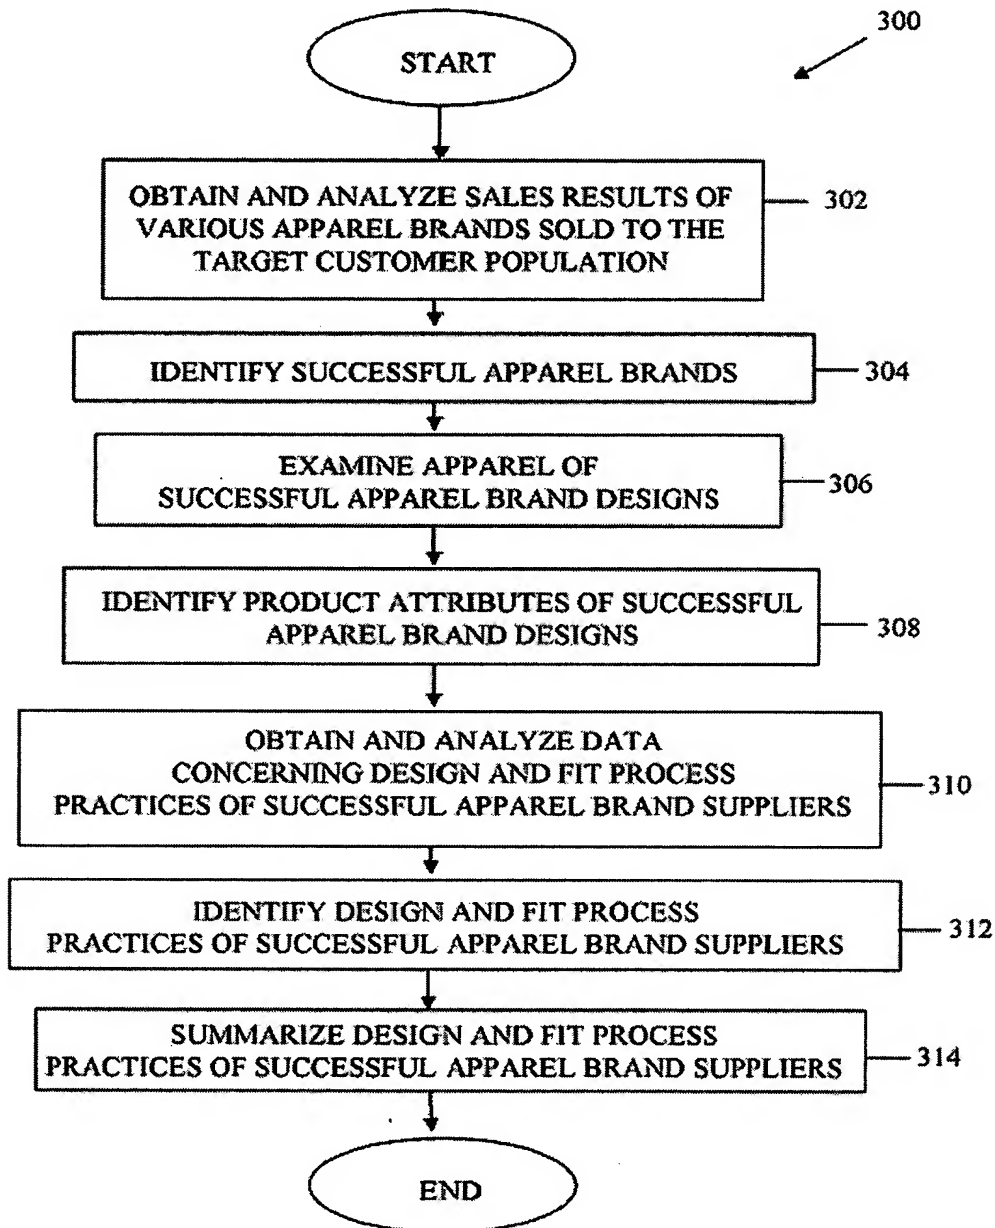 300
START
OBTAIN AND ANALYZE SALES RESULTS OF
VARIOUS APPAREL BRANDS SOLD TO THE
TARGET CUSTOMER POPULATION
302
IDENTIFY SUCCESSFUL APPAREL BRANDS
304
EXAMINE APPAREL OF
SUCCESSFUL APPAREL BRAND DESIGNS
306
IDENTIFY PRODUCT ATTRIBUTES OF SUCCESSFUL
APPAREL BRAND DESIGNS
308
OBTAIN AND ANALYZE DATA
CONCERNING DESIGN AND FIT PROCESS
PRACTICES OF SUCCESSFUL APPAREL BRAND SUPPLIERS
310
IDENTIFY DESIGN AND FIT PROCESS
PRACTICES OF SUCCESSFUL APPAREL BRAND SUPPLIERS
312
SUMMARIZE DESIGN AND FIT PROCESS
PRACTICES OF SUCCESSFUL APPAREL BRAND SUPPLIERS
314
END